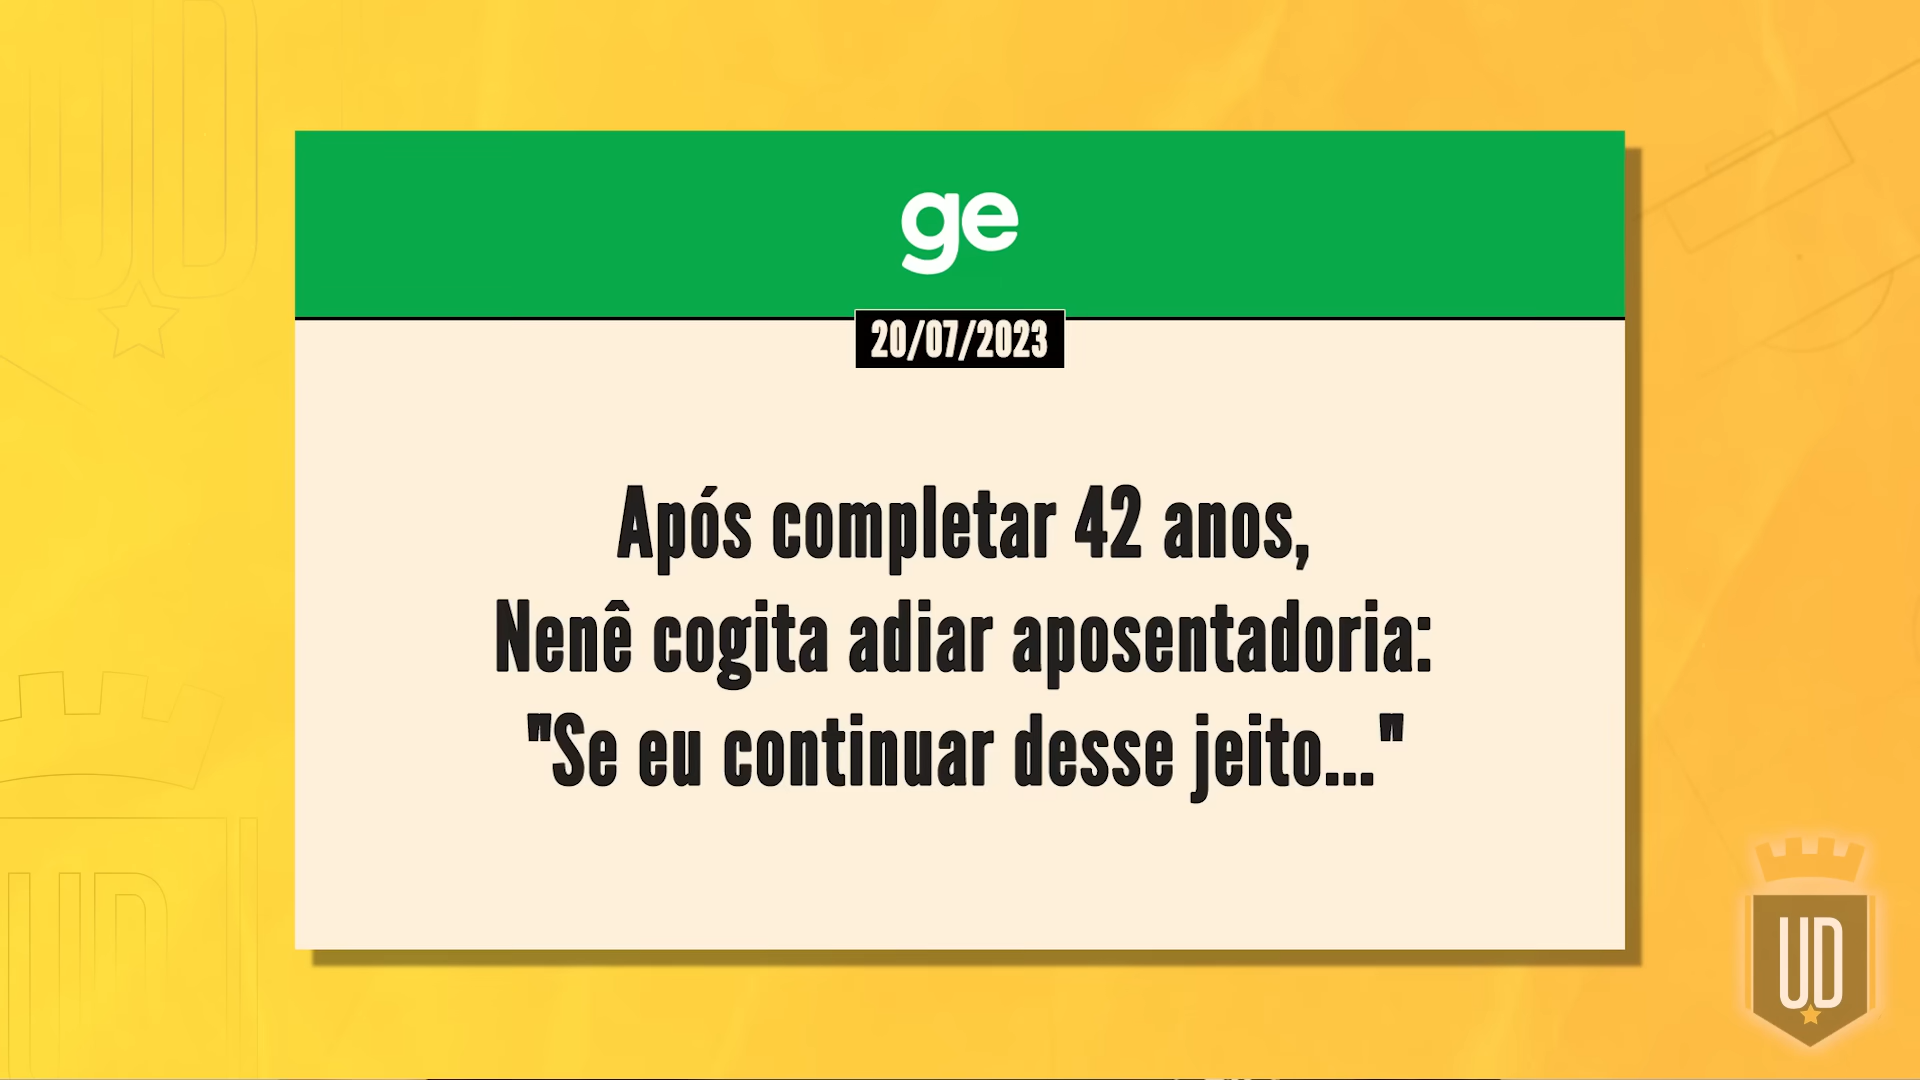 ge
20/07/2023
Após completar 42 anos,
Nenê cogita adiar aposentadoria:
"Se eu continuar desse jeito..."
UD